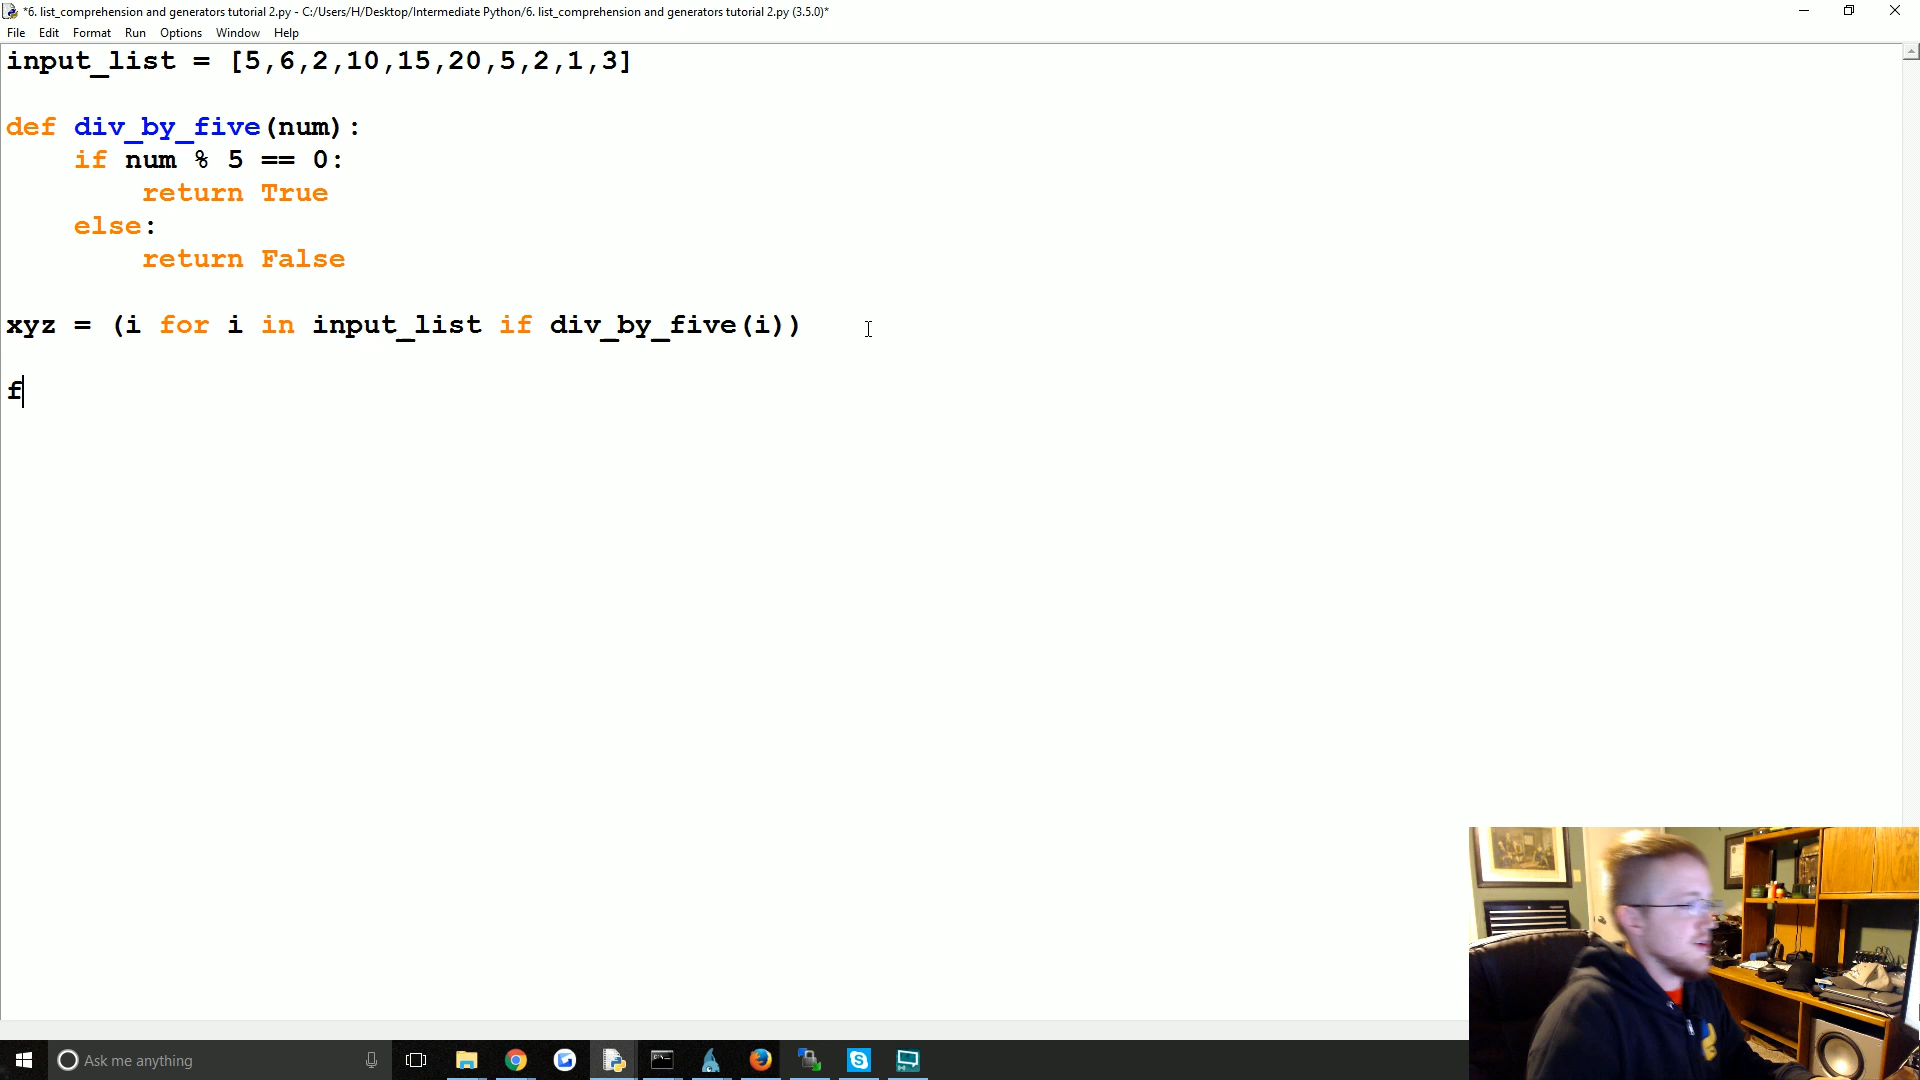 *6. list_comprehension and generators tutorial 2.py - C:/Users/H/Desktop/Intermediate Python/6. list_comprehension and generators tutorial 2.py (3.5.0)*
File Edit Format Run Options Window Help
input_list = [5,6,2,10,15,20,5,2,1,3]
def div_by_five(num):
    if num % 5 == 0:
        return True
    else:
        return False
xyz = (i for i in input_list if div_by_five(i))
f
Ask me anything